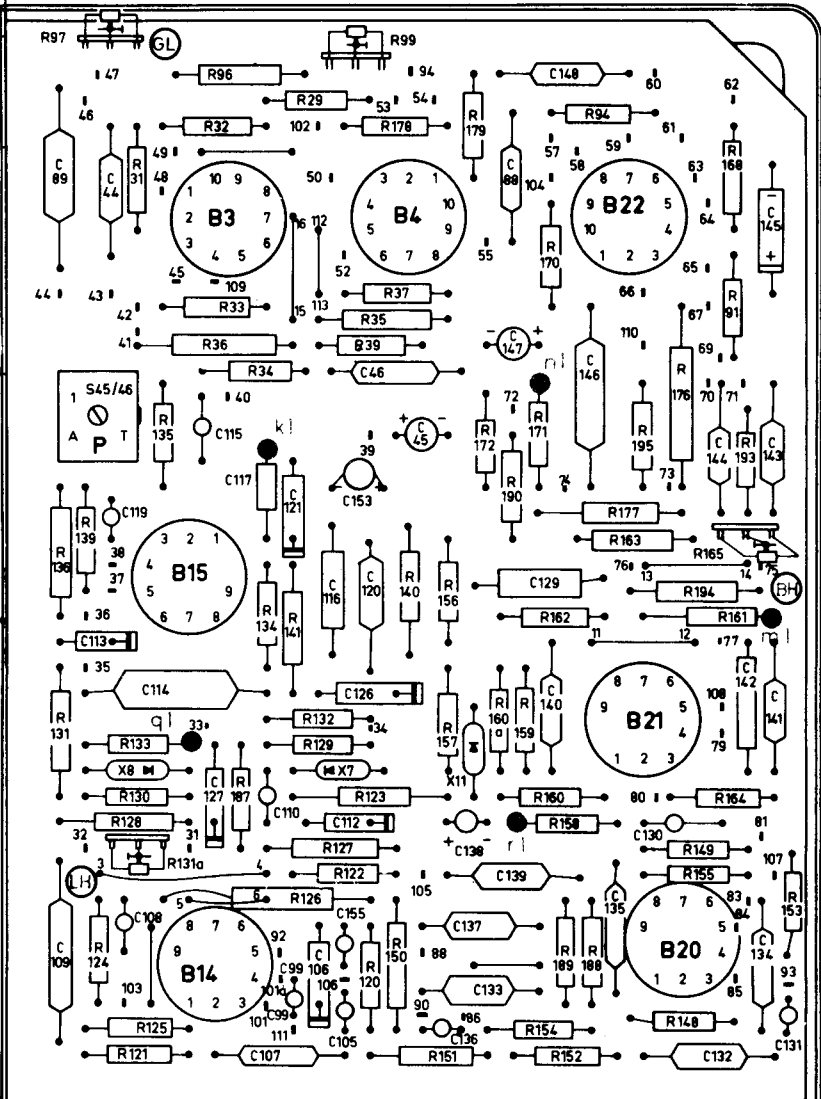 R97 GL R99
47 R96 94 C148 60 62
46 R29 53 54 R94 61
R32 102 R178 R179 57 59 58 R168
C89 C44 R31 49 48 50 C88 104 63
10 9 8 1 2 7 3 4 5 6 B3
3 2 1 4 10 5 9 6 7 8 B4
8 7 6 9 5 10 4 1 2 3 B22
16 112 64 C145 +
52 55 R170 65
45 109 R37 66 R91
44 43 42 R33 15 113 R35 67
41 R36 R39 - C147 + 110 69
R34 C46 n1 C146 R176
1 S45/46 A P T
R135 40 C115 k1 + C45 - 72 70 71
39 R172 R171 R195 C144 R193 C143
C117 C121 C153 R190 74 73
C119 R177
R136 R139 38 37 R163 R165
3 2 1 4 5 9 6 7 8 B15
76 13 14 75
C116 C120 R140 R156 C129 R194 BH
R134 R141 36 R162 R161 m1
C113 11 12 77
35 C114 C126 8 7 6 9 5 4 1 2 3 B21
R131 q1 33 R132 34 R157 R160a R159 C140 108 C142 C141
R133 R129 79
X8 X7 X11
R130 C127 R187 C110 R123 R160 80 R164
R128 C112 + C138 - r1 R158 C130 81
32 31 R127 R149
R131a 3 4 R122 105 C139 R155 107
LH 5 6 R126 C135 83 84 R153
C109 R124 C108 C155 C137
8 7 6 9 5 4 1 2 3 B14
92 C99 C106 106 R120 R150 88 R189 R188
8 7 6 9 5 4 1 2 3 B20
C134 93
103 101a 101 C99 C133 85
R125 111 C105 90 86 C136 R154 R148 C131
R121 C107 R151 R152 C132